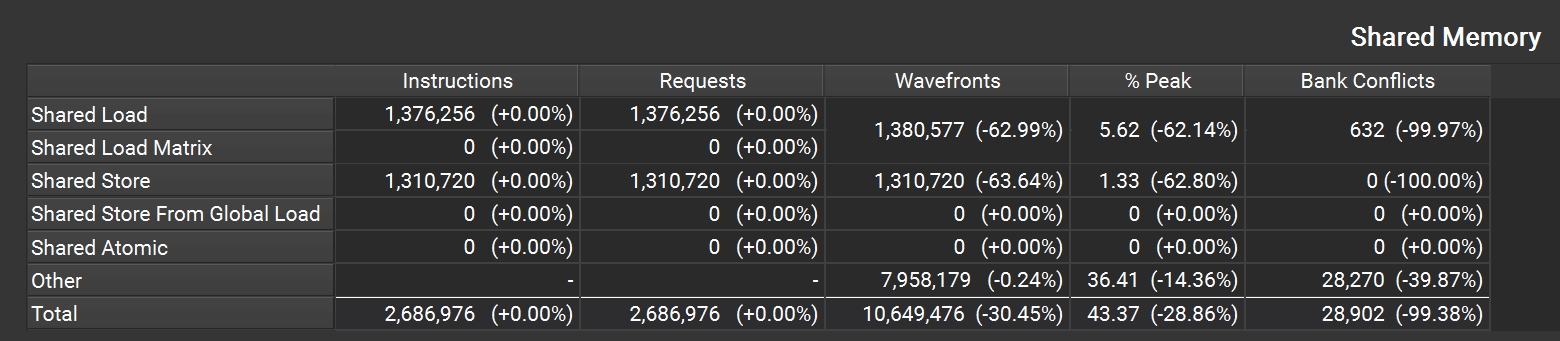 Shared Memory
Instructions Requests Wavefronts % Peak Bank Conflicts
Shared Load 1,376,256 (+0.00%) 1,376,256 (+0.00%) 1,380,577 (-62.99%) 5.62 (-62.14%) 632 (-99.97%)
Shared Load Matrix 0 (+0.00%) 0 (+0.00%)
Shared Store 1,310,720 (+0.00%) 1,310,720 (+0.00%) 1,310,720 (-63.64%) 1.33 (-62.80%) 0 (-100.00%)
Shared Store From Global Load 0 (+0.00%) 0 (+0.00%) 0 (+0.00%) 0 (+0.00%) 0 (+0.00%)
Shared Atomic 0 (+0.00%) 0 (+0.00%) 0 (+0.00%) 0 (+0.00%) 0 (+0.00%)
Other - - 7,958,179 (-0.24%) 36.41 (-14.36%) 28,270 (-39.87%)
Total 2,686,976 (+0.00%) 2,686,976 (+0.00%) 10,649,476 (-30.45%) 43.37 (-28.86%) 28,902 (-99.38%)